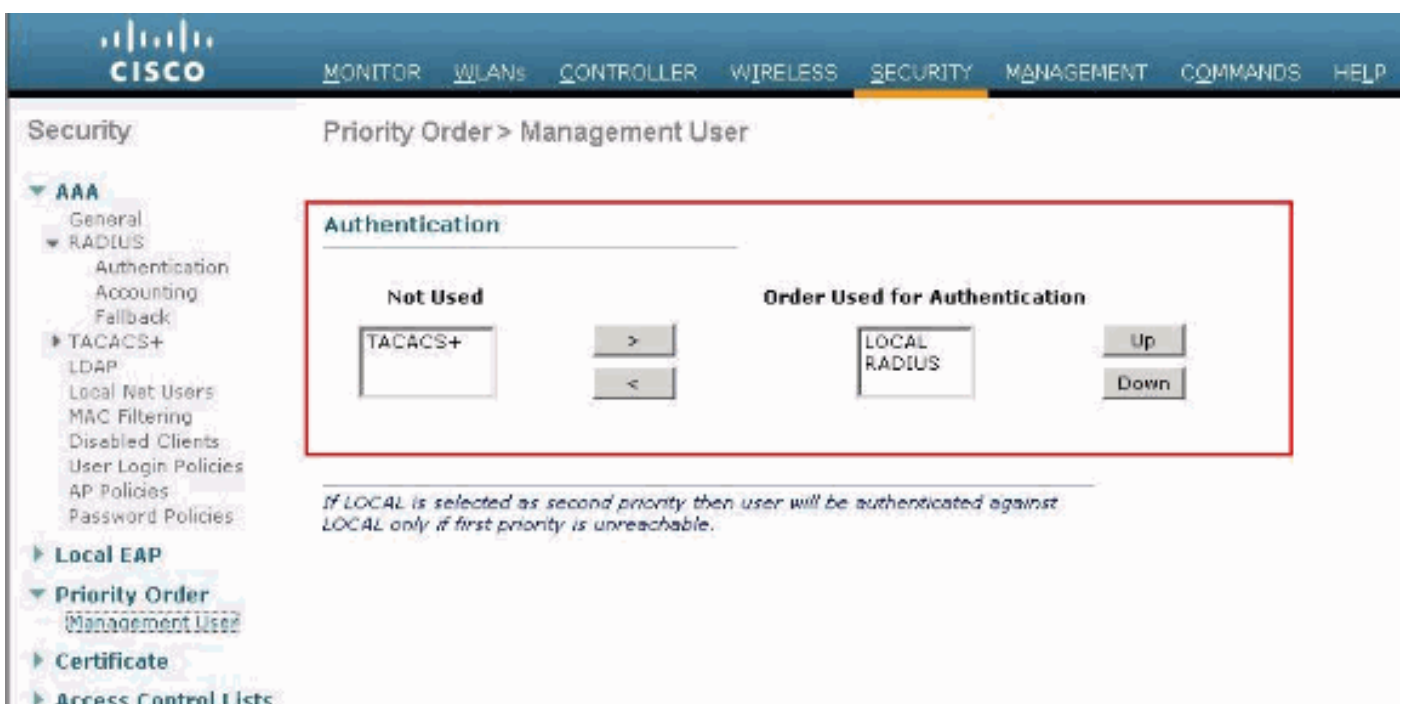 CISCO
MONITOR WLANs CONTROLLER WIRELESS SECURITY MANAGEMENT COMMANDS HELP
Security
AAA
General
RADIUS
Authentication
Accounting
Fallback
TACACS+
LDAP
Local Net Users
MAC Filtering
Disabled Clients
User Login Policies
AP Policies
Password Policies
Local EAP
Priority Order
Management User
Certificate
Access Control Lists
Priority Order > Management User
Authentication
Not Used
Order Used for Authentication
TACACS+
>
<
LOCAL
RADIUS
Up
Down
If LOCAL is selected as second priority then user will be authenticated against
LOCAL only if first priority is unreachable.